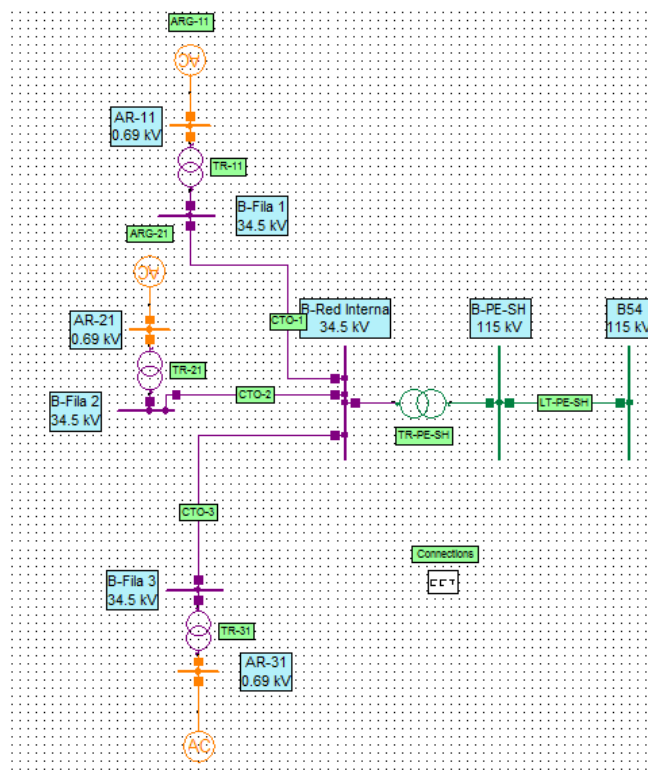 ARG-11
AC
AR-11
0.69 kV
TR-11
B-Fila 1
34.5 kV
ARG-21
AC
AR-21
0.69 kV
TR-21
B-Fila 2
34.5 kV
CTO-1
CTO-2
B-Red Interna
34.5 kV
B-PE-SH
115 kV
B54
115 kV
TR-PE-SH
LT-PE-SH
CTO-3
Connections
B-Fila 3
34.5 kV
TR-31
AR-31
0.69 kV
AC